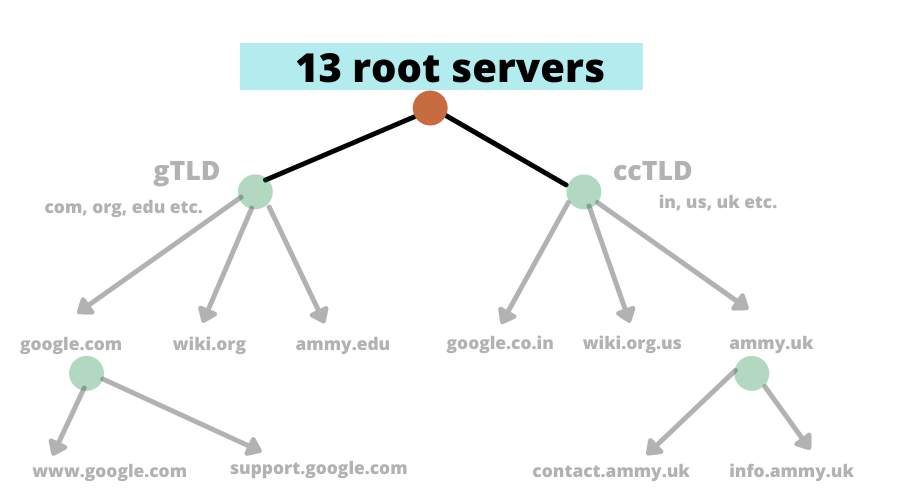 13 root servers
gTLD
com, org, edu etc.
ccTLD
in, us, uk etc.
google.com
wiki.org
ammy.edu
google.co.in
wiki.org.us
ammy.uk
www.google.com
support.google.com
contact.ammy.uk
info.ammy.uk